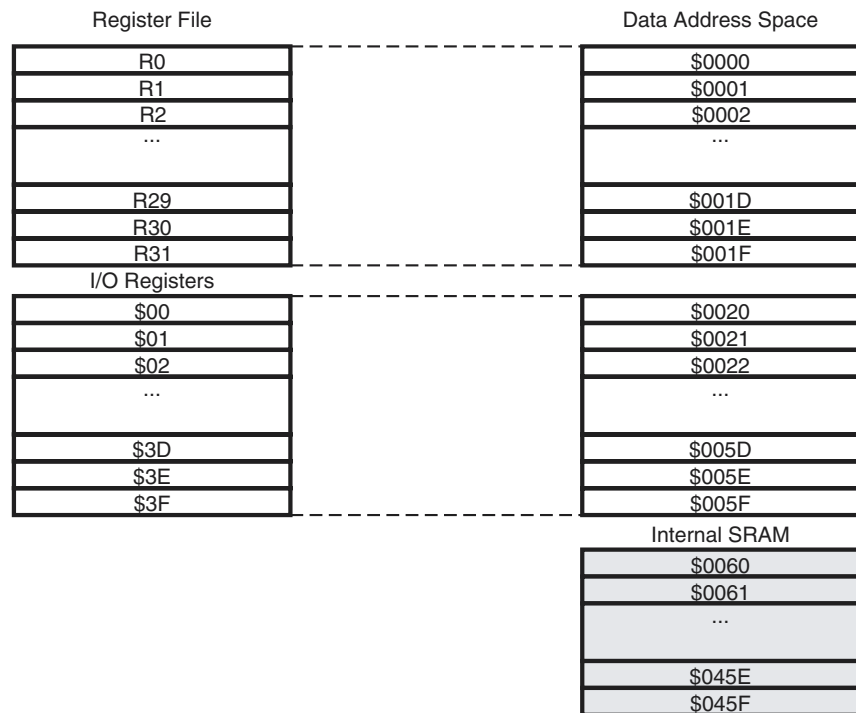 Register File
Data Address Space
R0
$0000
R1
$0001
R2
$0002
...
...
R29
$001D
R30
$001E
R31
$001F
I/O Registers
$00
$0020
$01
$0021
$02
$0022
...
...
$3D
$005D
$3E
$005E
$3F
$005F
Internal SRAM
$0060
$0061
...
$045E
$045F